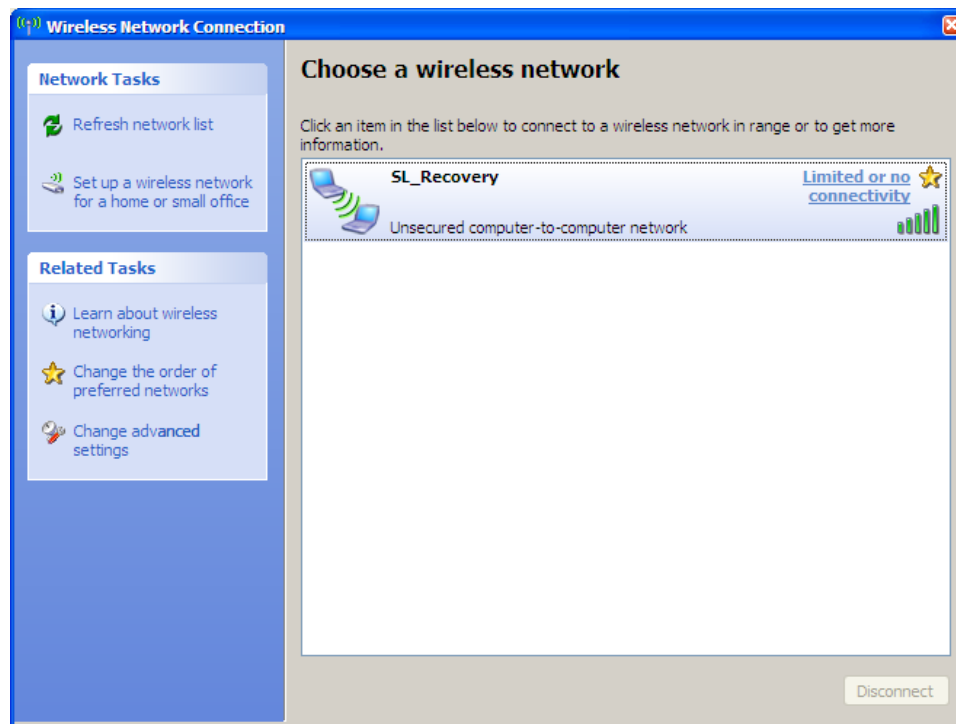 Wireless Network Connection
Network Tasks
Refresh network list
Set up a wireless network
for a home or small office
Related Tasks
Learn about wireless
networking
Change the order of
preferred networks
Change advanced
settings
Choose a wireless network
Click an item in the list below to connect to a wireless network in range or to get more
information.
SL_Recovery
Limited or no
connectivity
Unsecured computer-to-computer network
Disconnect